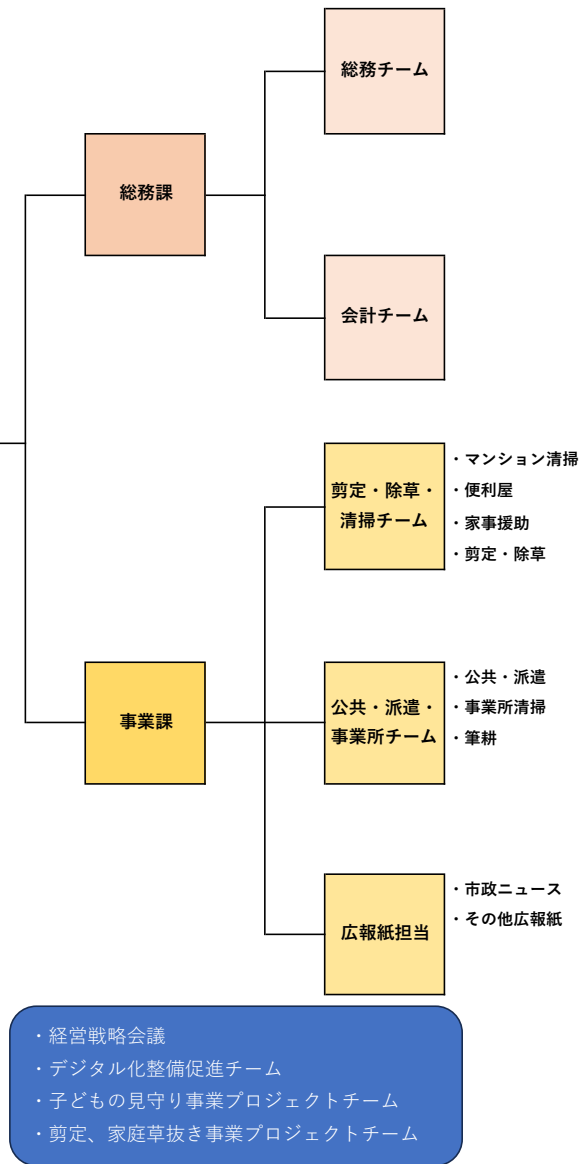 総務チーム
総務課
会計チーム
剪定・除草・
清掃チーム
・マンション清掃
・便利屋
・家事援助
・剪定・除草
事業課
公共・派遣・
事業所チーム
・公共・派遣
・事業所清掃
・筆耕
広報紙担当
・市政ニュース
・その他広報紙
・経営戦略会議
・デジタル化整備促進チーム
・子どもの見守り事業プロジェクトチーム
・剪定、家庭草抜き事業プロジェクトチーム